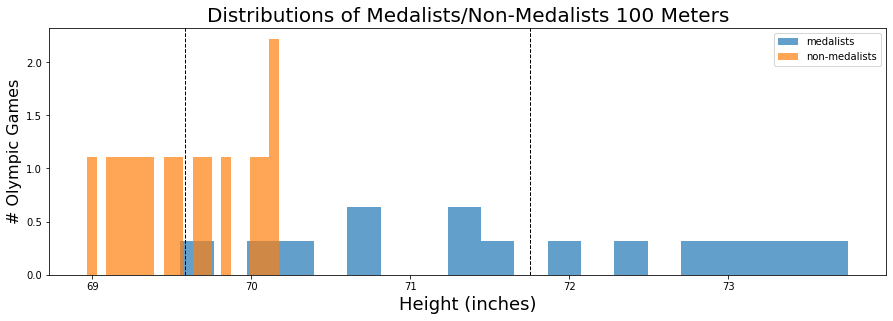 Distributions of Medalists/Non-Medalists 100 Meters
medalists
non-medalists
# Olympic Games
2.0
1.5
1.0
0.5
0.0
69 70 71 72 73
Height (inches)